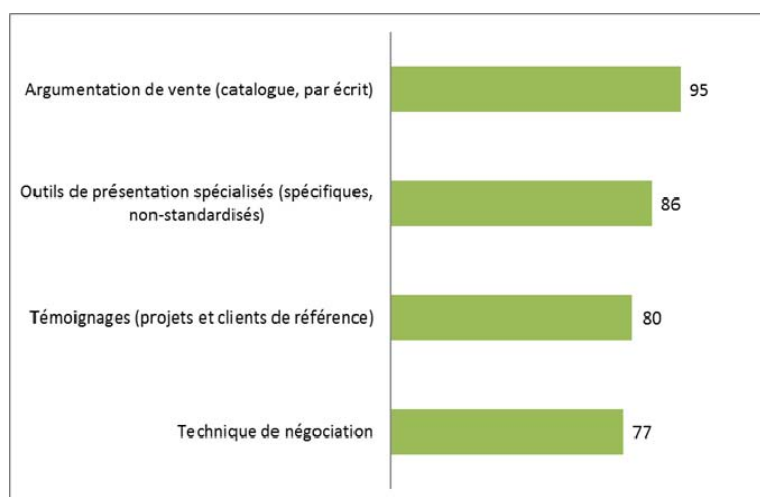 Argumentation de vente (catalogue, par écrit)
95
Outils de présentation spécialisés (spécifiques,
non-standardisés)
86
Témoignages (projets et clients de référence)
80
Technique de négociation
77